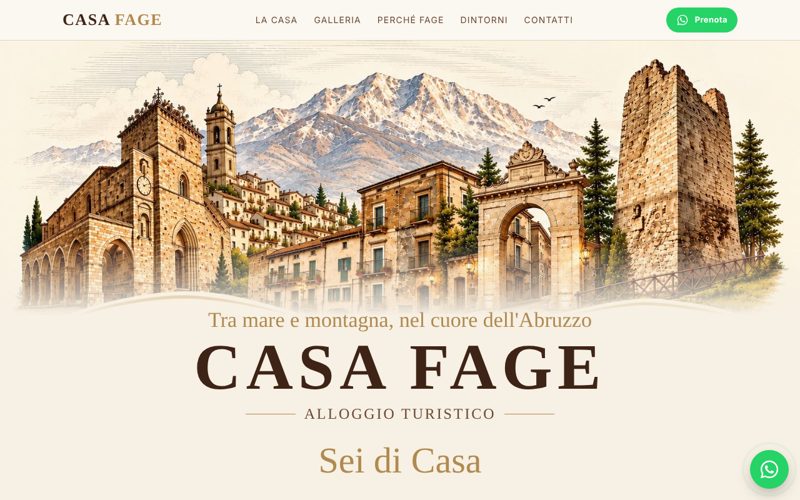 CASA FAGE
LA CASA GALLERIA PERCHÉ FAGE DINTORNI CONTATTI
Prenota
Tra mare e montagna, nel cuore dell'Abruzzo
CASA FAGE
ALLOGGIO TURISTICO
Sei di Casa